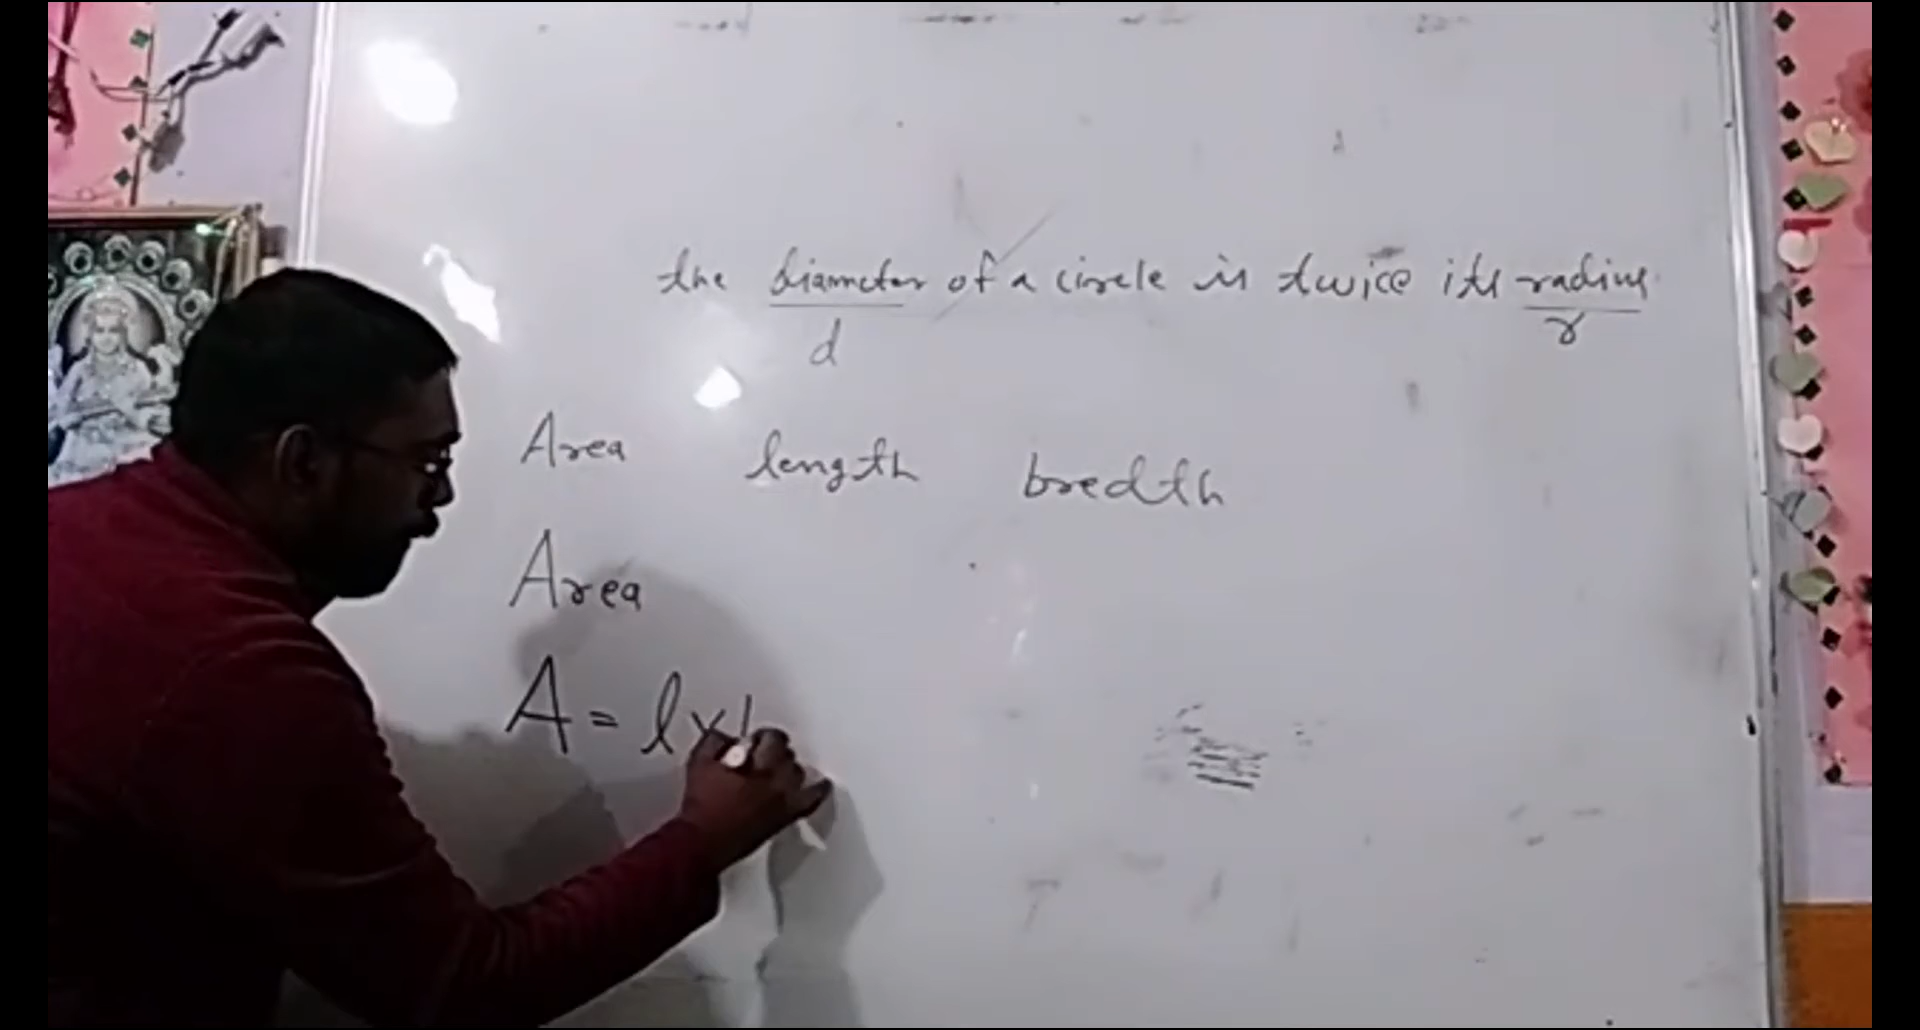 the diameter of a circle is twice its radius
d r
Area length bredth
Area
A = l x b